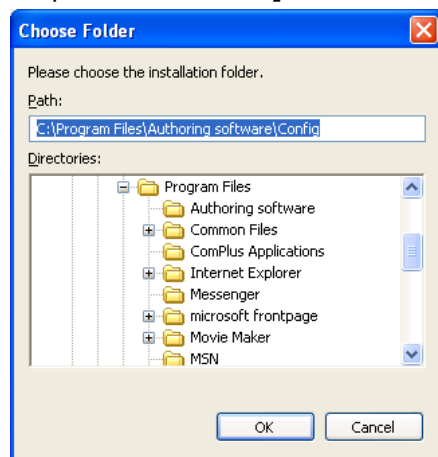 Choose Folder
Please choose the installation folder.
Path:
C:\Program Files\Authoring software\Config
Directories:
Program Files
Authoring software
Common Files
ComPlus Applications
Internet Explorer
Messenger
microsoft frontpage
Movie Maker
MSN
OK Cancel